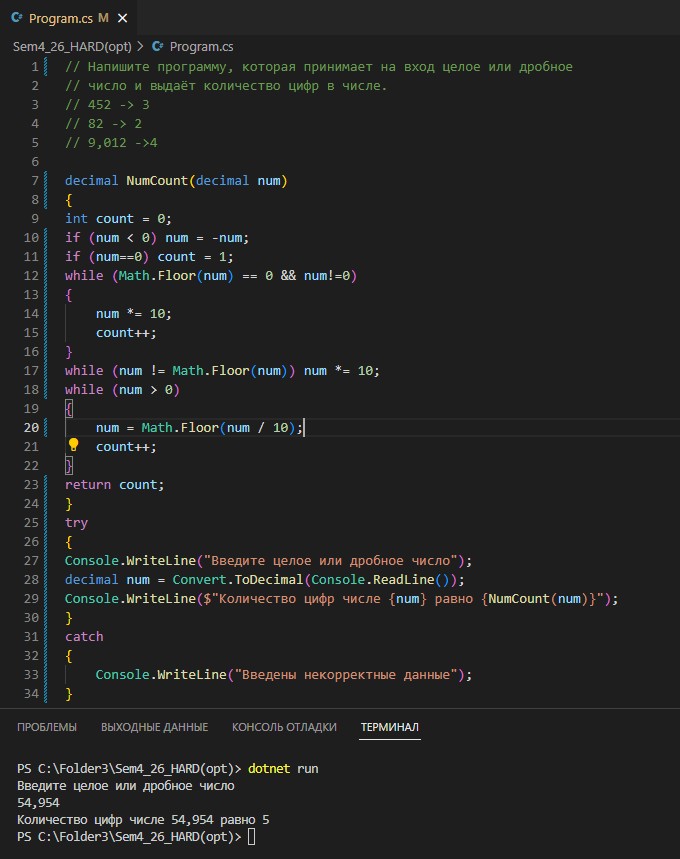 Program.cs M
Sem4_26_HARD(opt) > Program.cs
1 // Напишите программу, которая принимает на вход целое или дробное
2 // число и выдаёт количество цифр в числе.
3 // 452 -> 3
4 // 82 -> 2
5 // 9,012 ->4
6
7 decimal NumCount(decimal num)
8 {
9 int count = 0;
10 if (num < 0) num = -num;
11 if (num==0) count = 1;
12 while (Math.Floor(num) == 0 && num!=0)
13 {
14     num *= 10;
15     count++;
16 }
17 while (num != Math.Floor(num)) num *= 10;
18 while (num > 0)
19 {
20     num = Math.Floor(num / 10);
21     count++;
22 }
23 return count;
24 }
25 try
26 {
27 Console.WriteLine("Введите целое или дробное число");
28 decimal num = Convert.ToDecimal(Console.ReadLine());
29 Console.WriteLine($"Количество цифр числе {num} равно {NumCount(num)}");
30 }
31 catch
32 {
33     Console.WriteLine("Введены некорректные данные");
34 }
ПРОБЛЕМЫ ВЫХОДНЫЕ ДАННЫЕ КОНСОЛЬ ОТЛАДКИ ТЕРМИНАЛ
PS C:\Folder3\Sem4_26_HARD(opt)> dotnet run
Введите целое или дробное число
54,954
Количество цифр числе 54,954 равно 5
PS C:\Folder3\Sem4_26_HARD(opt)>